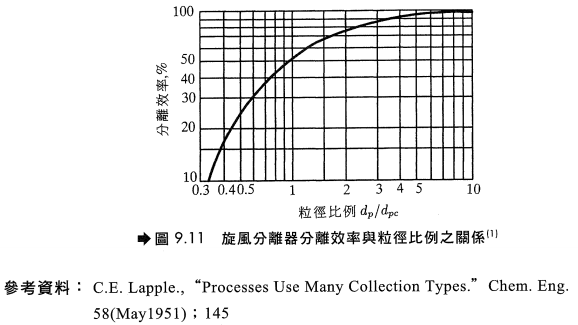 100
50
40
30
20
10
分離效率,%
0.3 0.4 0.5 1 2 3 4 5 10
粒徑比例 dp/dpc
➡ 圖 9.11 旋風分離器分離效率與粒徑比例之關係(1)
參考資料： C.E. Lapple., “Processes Use Many Collection Types.” Chem. Eng.
58(May1951)；145